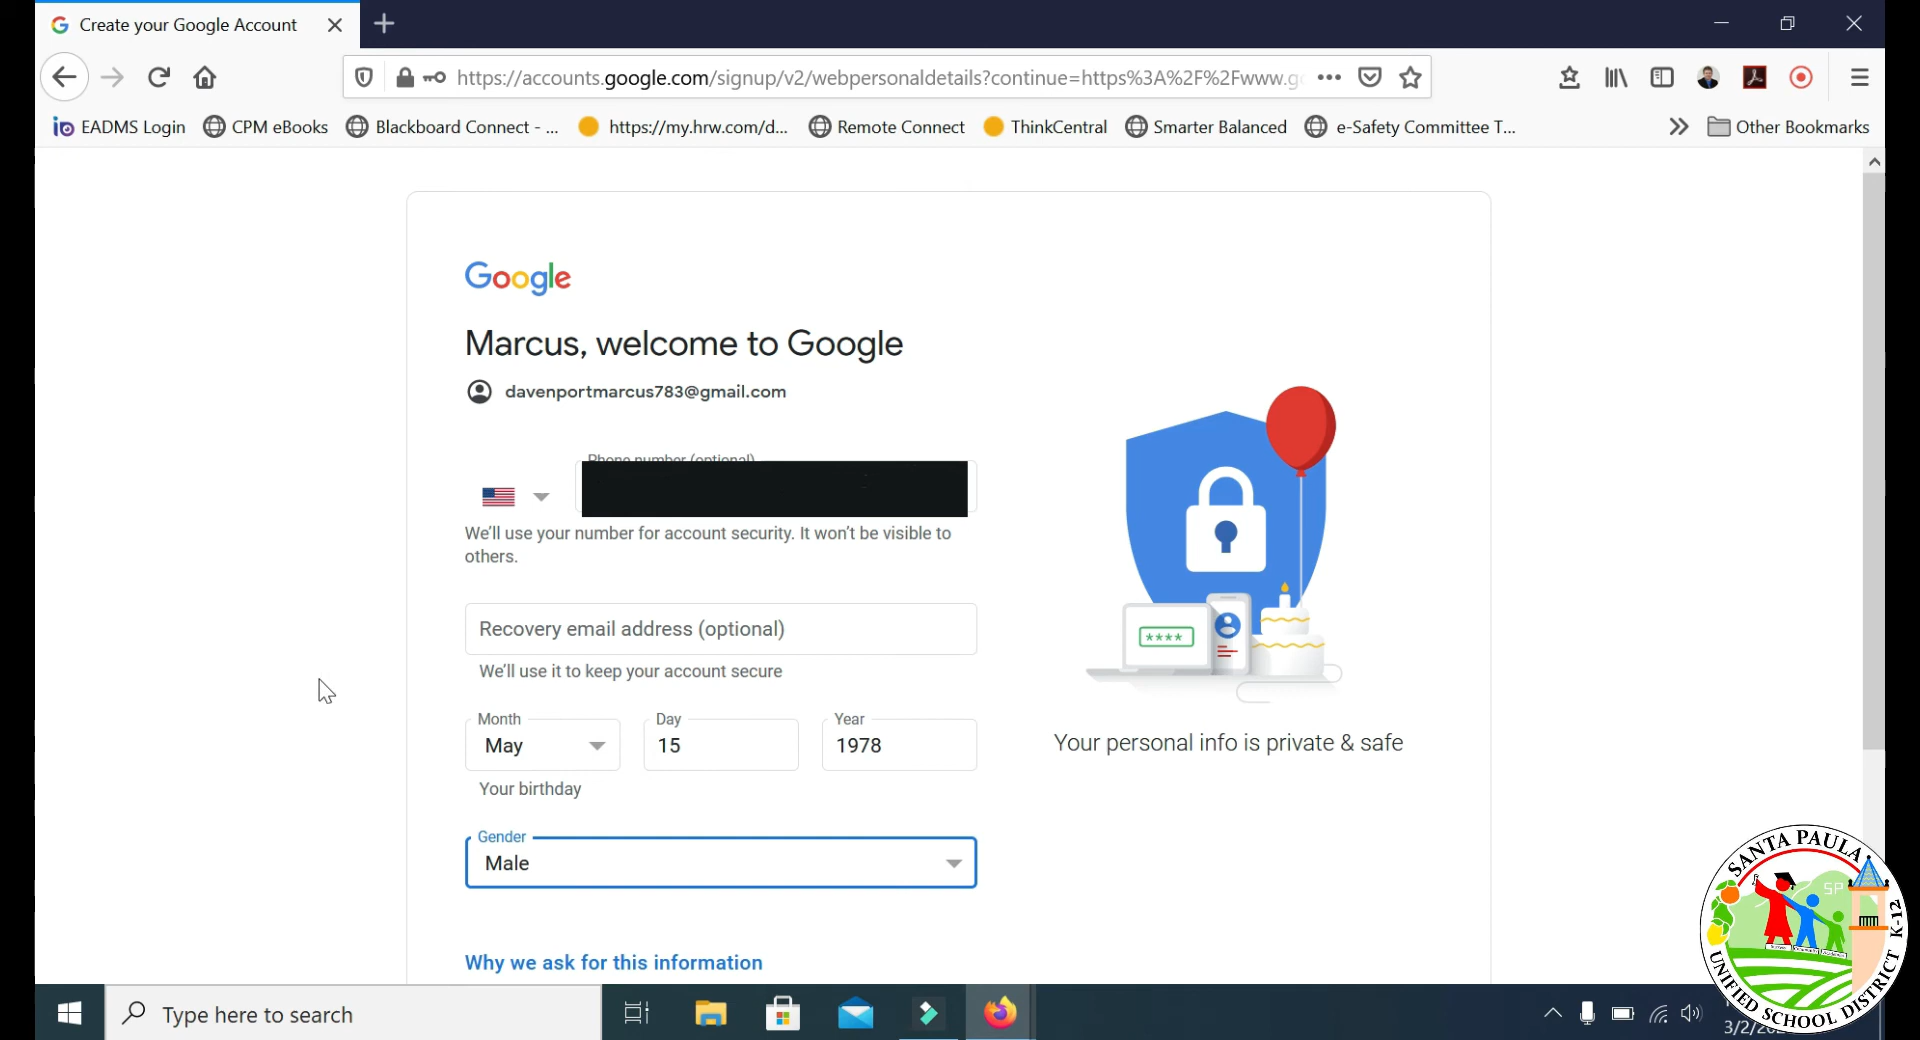 Create your Google Account
https://accounts.google.com/signup/v2/webpersonaldetails?continue=https%3A%2F%2Fwww.g
EADMS Login CPM eBooks Blackboard Connect - ... https://my.hrw.com/d... Remote Connect ThinkCentral Smarter Balanced e-Safety Committee T... Other Bookmarks
Google
Marcus, welcome to Google
davenportmarcus783@gmail.com
Phone number (optional)
We'll use your number for account security. It won't be visible to
others.
Recovery email address (optional)
We'll use it to keep your account secure
****
Month Day Year
May 15 1978
Your personal info is private & safe
Your birthday
Gender
Male
Why we ask for this information
SANTA PAULA
SP
UNIFIED SCHOOL DISTRICT K-12
Type here to search